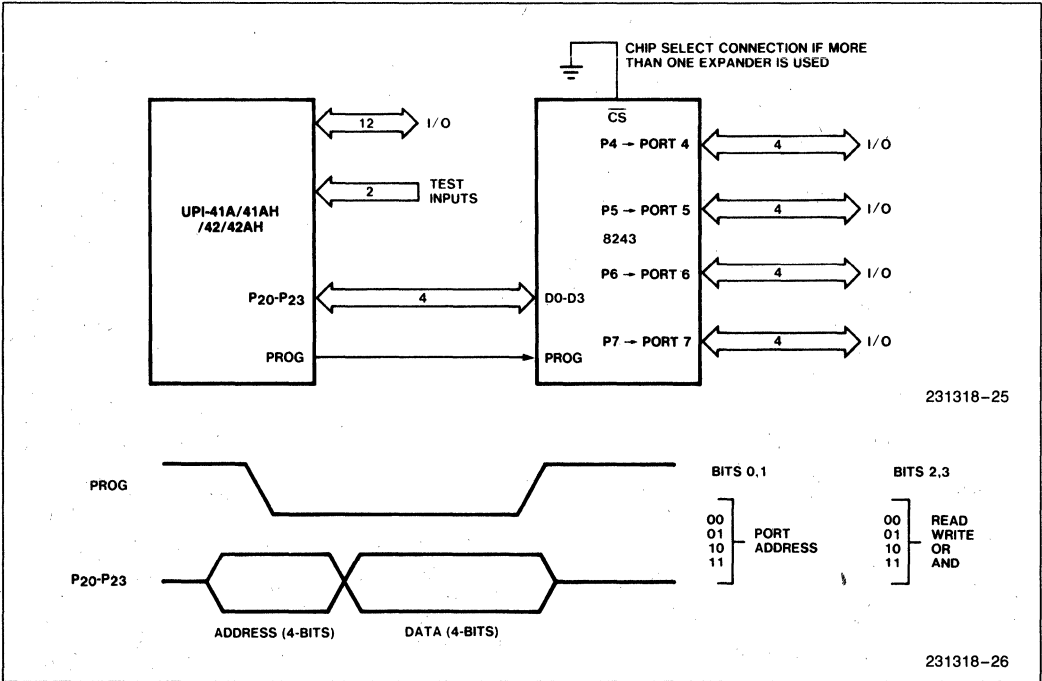 CHIP SELECT CONNECTION IF MORE
THAN ONE EXPANDER IS USED
UPI-41A/41AH
/42/42AH
12 I/O
2 TEST
INPUTS
P20-P23
4
PROG
CS
P4 → PORT 4
4 I/O
P5 → PORT 5
4 I/O
8243
P6 → PORT 6
4 I/O
D0-D3
P7 → PORT 7
4 I/O
PROG
231318-25
PROG
P20-P23
ADDRESS (4-BITS)
DATA (4-BITS)
BITS 0,1
00
01
10
11
PORT
ADDRESS
BITS 2,3
00 READ
01 WRITE
10 OR
11 AND
231318-26